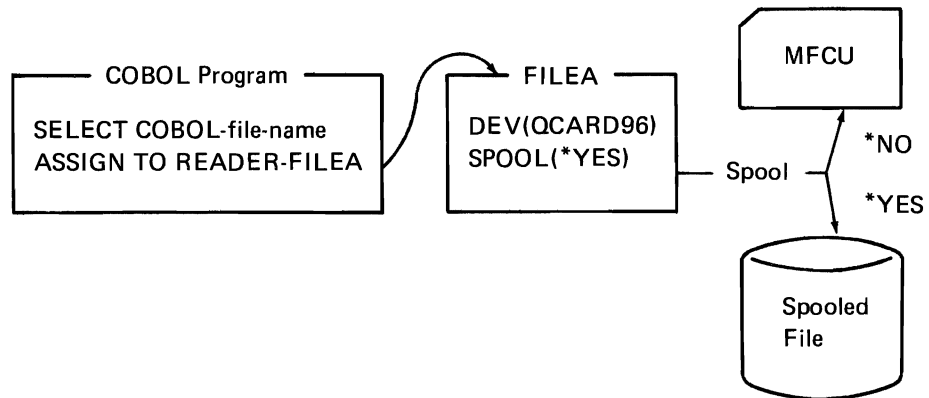 COBOL Program
SELECT COBOL-file-name
ASSIGN TO READER-FILEA
FILEA
DEV(QCARD96)
SPOOL(*YES)
Spool
MFCU
*NO
*YES
Spooled
File